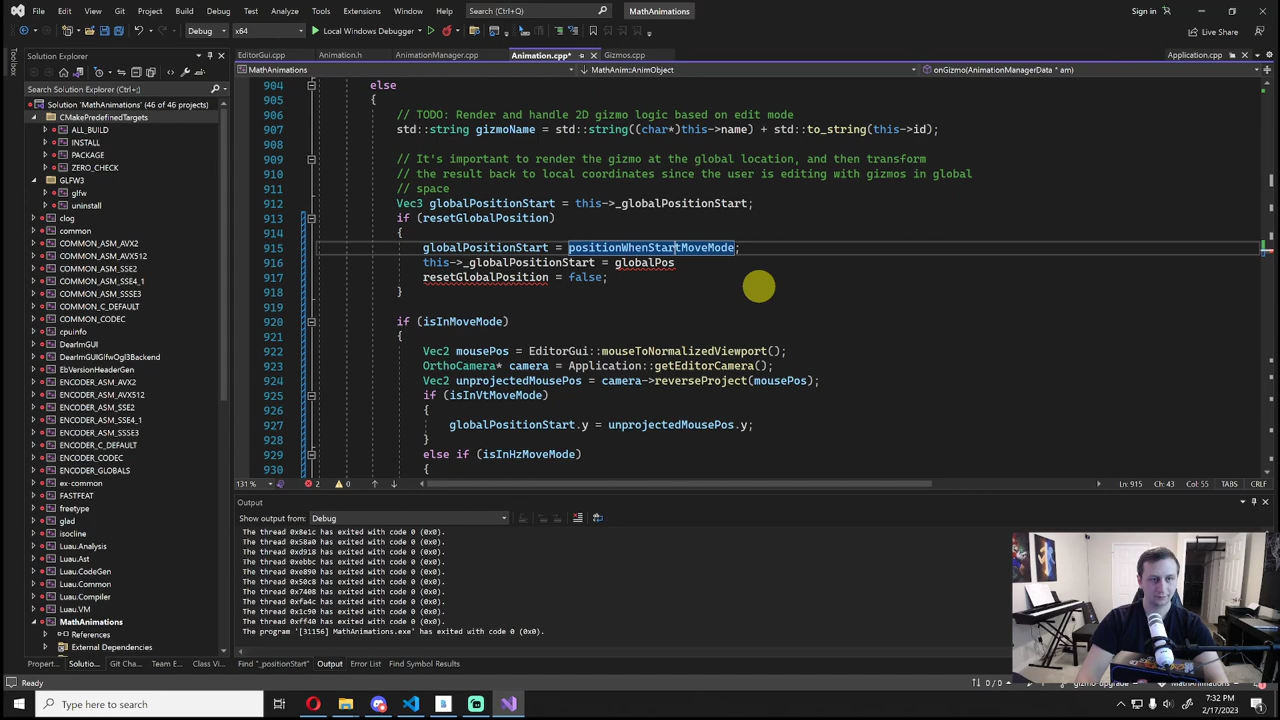 File Edit View Git Project Build Debug Test Analyze Tools Extensions Window Help Search (Ctrl+Q) MathAnimations Sign in
Debug x64 Local Windows Debugger Live Share
Toolbox
Solution Explorer
Search Solution Explorer (Ctrl+;)
Solution 'MathAnimations' (46 of 46 projects)
CMakePredefinedTargets
ALL_BUILD
INSTALL
PACKAGE
ZERO_CHECK
GLFW3
glfw
uninstall
clog
COMMON_ASM_AVX2
COMMON_ASM_SSE2
COMMON_ASM_SSE4_1
COMMON_ASM_SSSE3
COMMON_C_DEFAULT
COMMON_CODEC
cpuinfo
DearImGUI
DearImGUIGlfwOgl3Backend
EbVersionHeaderGen
ENCODER_ASM_AVX2
ENCODER_ASM_AVX512
ENCODER_ASM_SSE2
ENCODER_ASM_SSE4_1
ENCODER_ASM_SSSE3
ENCODER_C_DEFAULT
ENCODER_CODEC
ENCODER_GLOBALS
ex-common
FASTFEAT
freetype
glad
isocline
Luau.Analysis
Luau.Ast
Luau.CodeGen
Luau.Common
Luau.Compiler
Luau.VM
MathAnimations
References
External Dependencies
Propert... Solutio... Git Cha... Team E... Class Vi...
EditorGui.cpp Animation.h AnimationManager.cpp Animation.cpp* Gizmos.cpp Application.cpp
MathAnimations MathAnim::AnimObject onGizmo(AnimationManagerData * am)
904 else
905 {
906 // TODO: Render and handle 2D gizmo logic based on edit mode
907 std::string gizmoName = std::string((char*)this->name) + std::to_string(this->id);
908
909 // It's important to render the gizmo at the global location, and then transform
910 // the result back to local coordinates since the user is editing with gizmos in global
911 // space
912 Vec3 globalPositionStart = this->_globalPositionStart;
913 if (resetGlobalPosition)
914 {
915 globalPositionStart = positionWhenStartMoveMode;
916 this->_globalPositionStart = globalPos
917 resetGlobalPosition = false;
918 }
919
920 if (isInMoveMode)
921 {
922 Vec2 mousePos = EditorGui::mouseToNormalizedViewport();
923 OrthoCamera* camera = Application::getEditorCamera();
924 Vec2 unprojectedMousePos = camera->reverseProject(mousePos);
925 if (isInVtMoveMode)
926 {
927 globalPositionStart.y = unprojectedMousePos.y;
928 }
929 else if (isInHzMoveMode)
930 {
131 % 2 0 Ln: 915 Ch: 43 Col: 55 TABS CRLF
Output
Show output from: Debug
The thread 0x8e1c has exited with code 0 (0x0).
The thread 0x58a0 has exited with code 0 (0x0).
The thread 0xd918 has exited with code 0 (0x0).
The thread 0xebbc has exited with code 0 (0x0).
The thread 0xe890 has exited with code 0 (0x0).
The thread 0x50c8 has exited with code 0 (0x0).
The thread 0x7408 has exited with code 0 (0x0).
The thread 0xfa4c has exited with code 0 (0x0).
The thread 0x1c90 has exited with code 0 (0x0).
The thread 0xff40 has exited with code 0 (0x0).
The program '[31156] MathAnimations.exe' has exited with code 0 (0x0).
Find "_positionStart" Output Error List Find Symbol Results
Ready 0 / 0 gizmo-upgrade MathAnimations
Type here to search
7:32 PM
2/17/2023